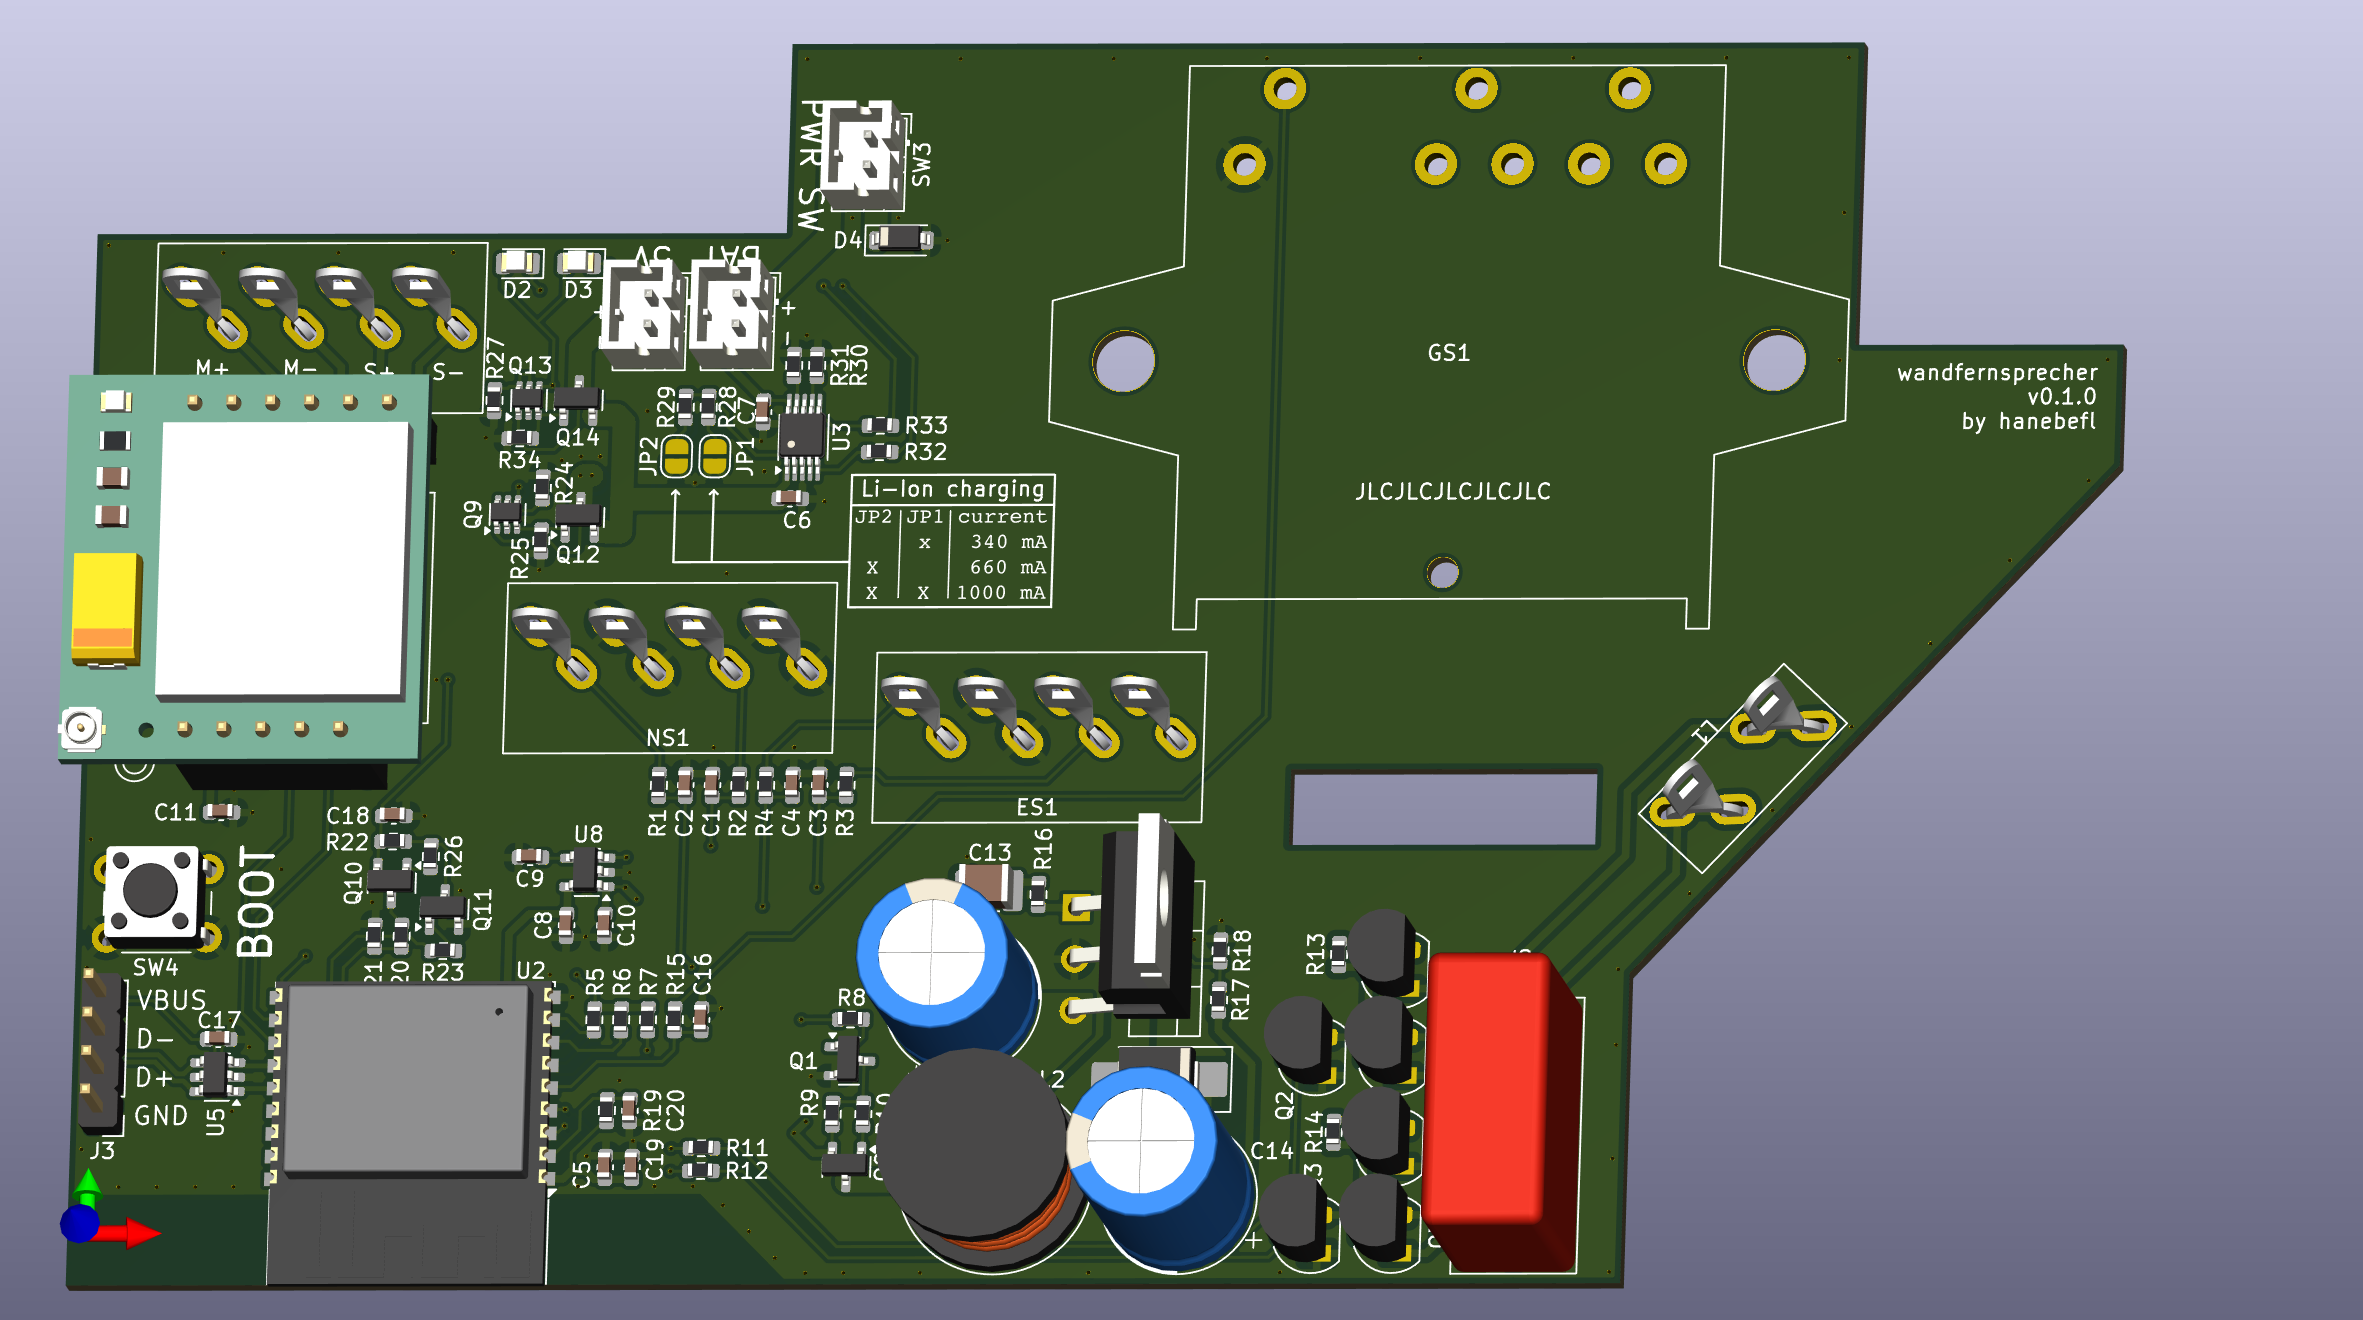 PWR SW
SW3
D4
5V
BAT
D2
D3
+
-
M+
M-
S+
S-
R27
Q13
R31
R30
R29
R28
C7
U3
R33
R32
Q14
R34
JP2
JP1
R24
Q9
C6
R25
Q12
Li-Ion charging
JP2 JP1 current
x 340 mA
x 660 mA
x x 1000 mA
GS1
JLCJLCJLCJLCJLC
wandfernsprecher
v0.1.0
by hanebefl
NS1
ES1
L1
R1
C2
C1
R2
R4
C4
C3
R3
C11
C18
R22
R26
Q10
Q11
R23
U8
C9
C8
C10
C13
R16
BOOT
SW4
U2
R5
R6
R7
R15
C16
R8
R18
R17
R13
VBUS
D-
D+
GND
C17
U5
J3
Q1
R9
R19
C20
C5
C19
R11
R12
Q2
R14
C14
+